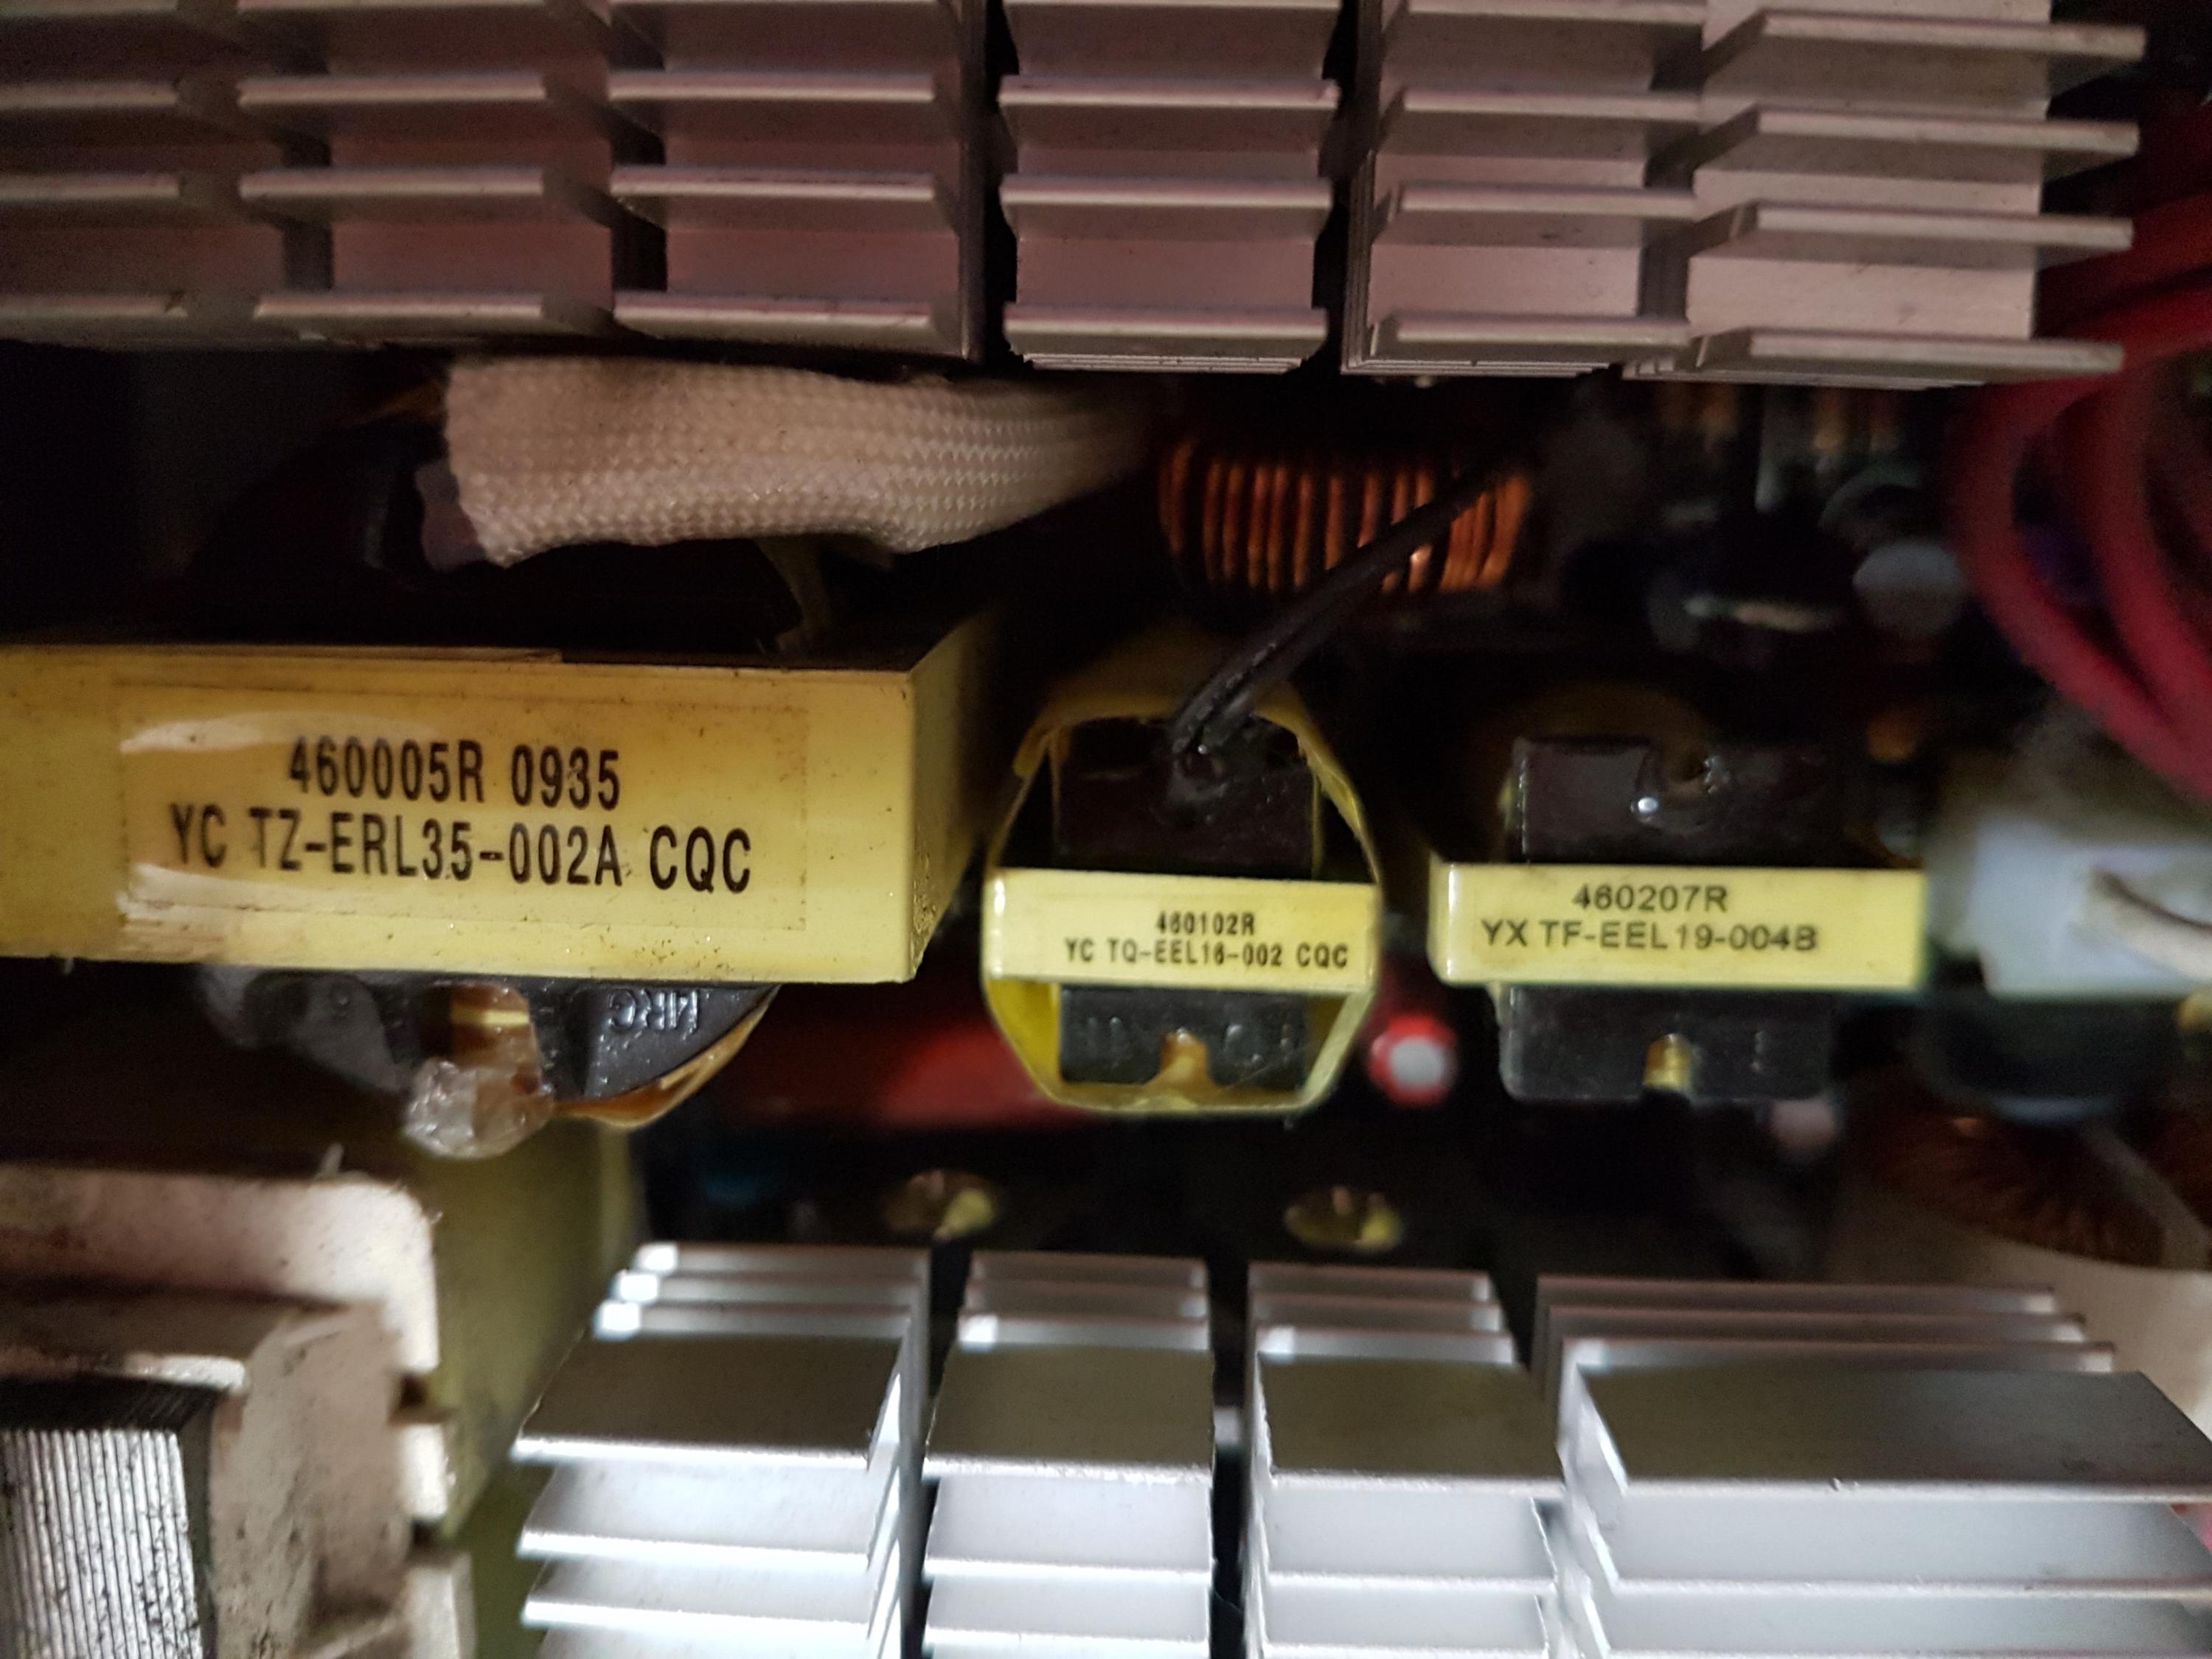 460005R 0935
YC TZ-ERL35-002A CQC
460102R
YC TQ-EEL16-002 CQC
460207R
YX TF-EEL19-004B